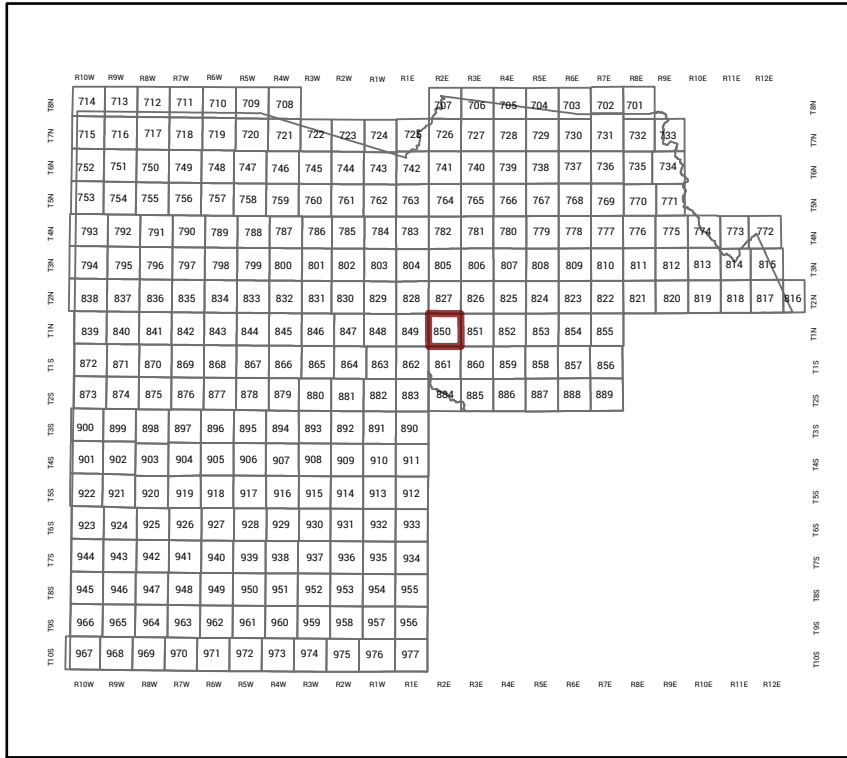 R10W R9W R8W R7W R6W R5W R4W R3W R2W R1W R1E R2E R3E R4E R5E R6E R7E R8E R9E R10E R11E R12E
T8N 714 713 712 711 710 709 708 707 706 705 704 703 702 701 T8N
T7N 715 716 717 718 719 720 721 722 723 724 725 726 727 728 729 730 731 732 733 T7N
T6N 752 751 750 749 748 747 746 745 744 743 742 741 740 739 738 737 736 735 734 T6N
T5N 753 754 755 756 757 758 759 760 761 762 763 764 765 766 767 768 769 770 771 T5N
T4N 793 792 791 790 789 788 787 786 785 784 783 782 781 780 779 778 777 776 775 774 773 772 T4N
T3N 794 795 796 797 798 799 800 801 802 803 804 805 806 807 808 809 810 811 812 813 814 815 T3N
T2N 838 837 836 835 834 833 832 831 830 829 828 827 826 825 824 823 822 821 820 819 818 817 816 T2N
T1N 839 840 841 842 843 844 845 846 847 848 849 850 851 852 853 854 855 T1N
T1S 872 871 870 869 868 867 866 865 864 863 862 861 860 859 858 857 856 T1S
T2S 873 874 875 876 877 878 879 880 881 882 883 884 885 886 887 888 889 T2S
T3S 900 899 898 897 896 895 894 893 892 891 890 T3S
T4S 901 902 903 904 905 906 907 908 909 910 911 T4S
T5S 922 921 920 919 918 917 916 915 914 913 912 T5S
T6S 923 924 925 926 927 928 929 930 931 932 933 T6S
T7S 944 943 942 941 940 939 938 937 936 935 934 T7S
T8S 945 946 947 948 949 950 951 952 953 954 955 T8S
T9S 966 965 964 963 962 961 960 959 958 957 956 T9S
T10S 967 968 969 970 971 972 973 974 975 976 977 T10S
R10W R9W R8W R7W R6W R5W R4W R3W R2W R1W R1E R2E R3E R4E R5E R6E R7E R8E R9E R10E R11E R12E